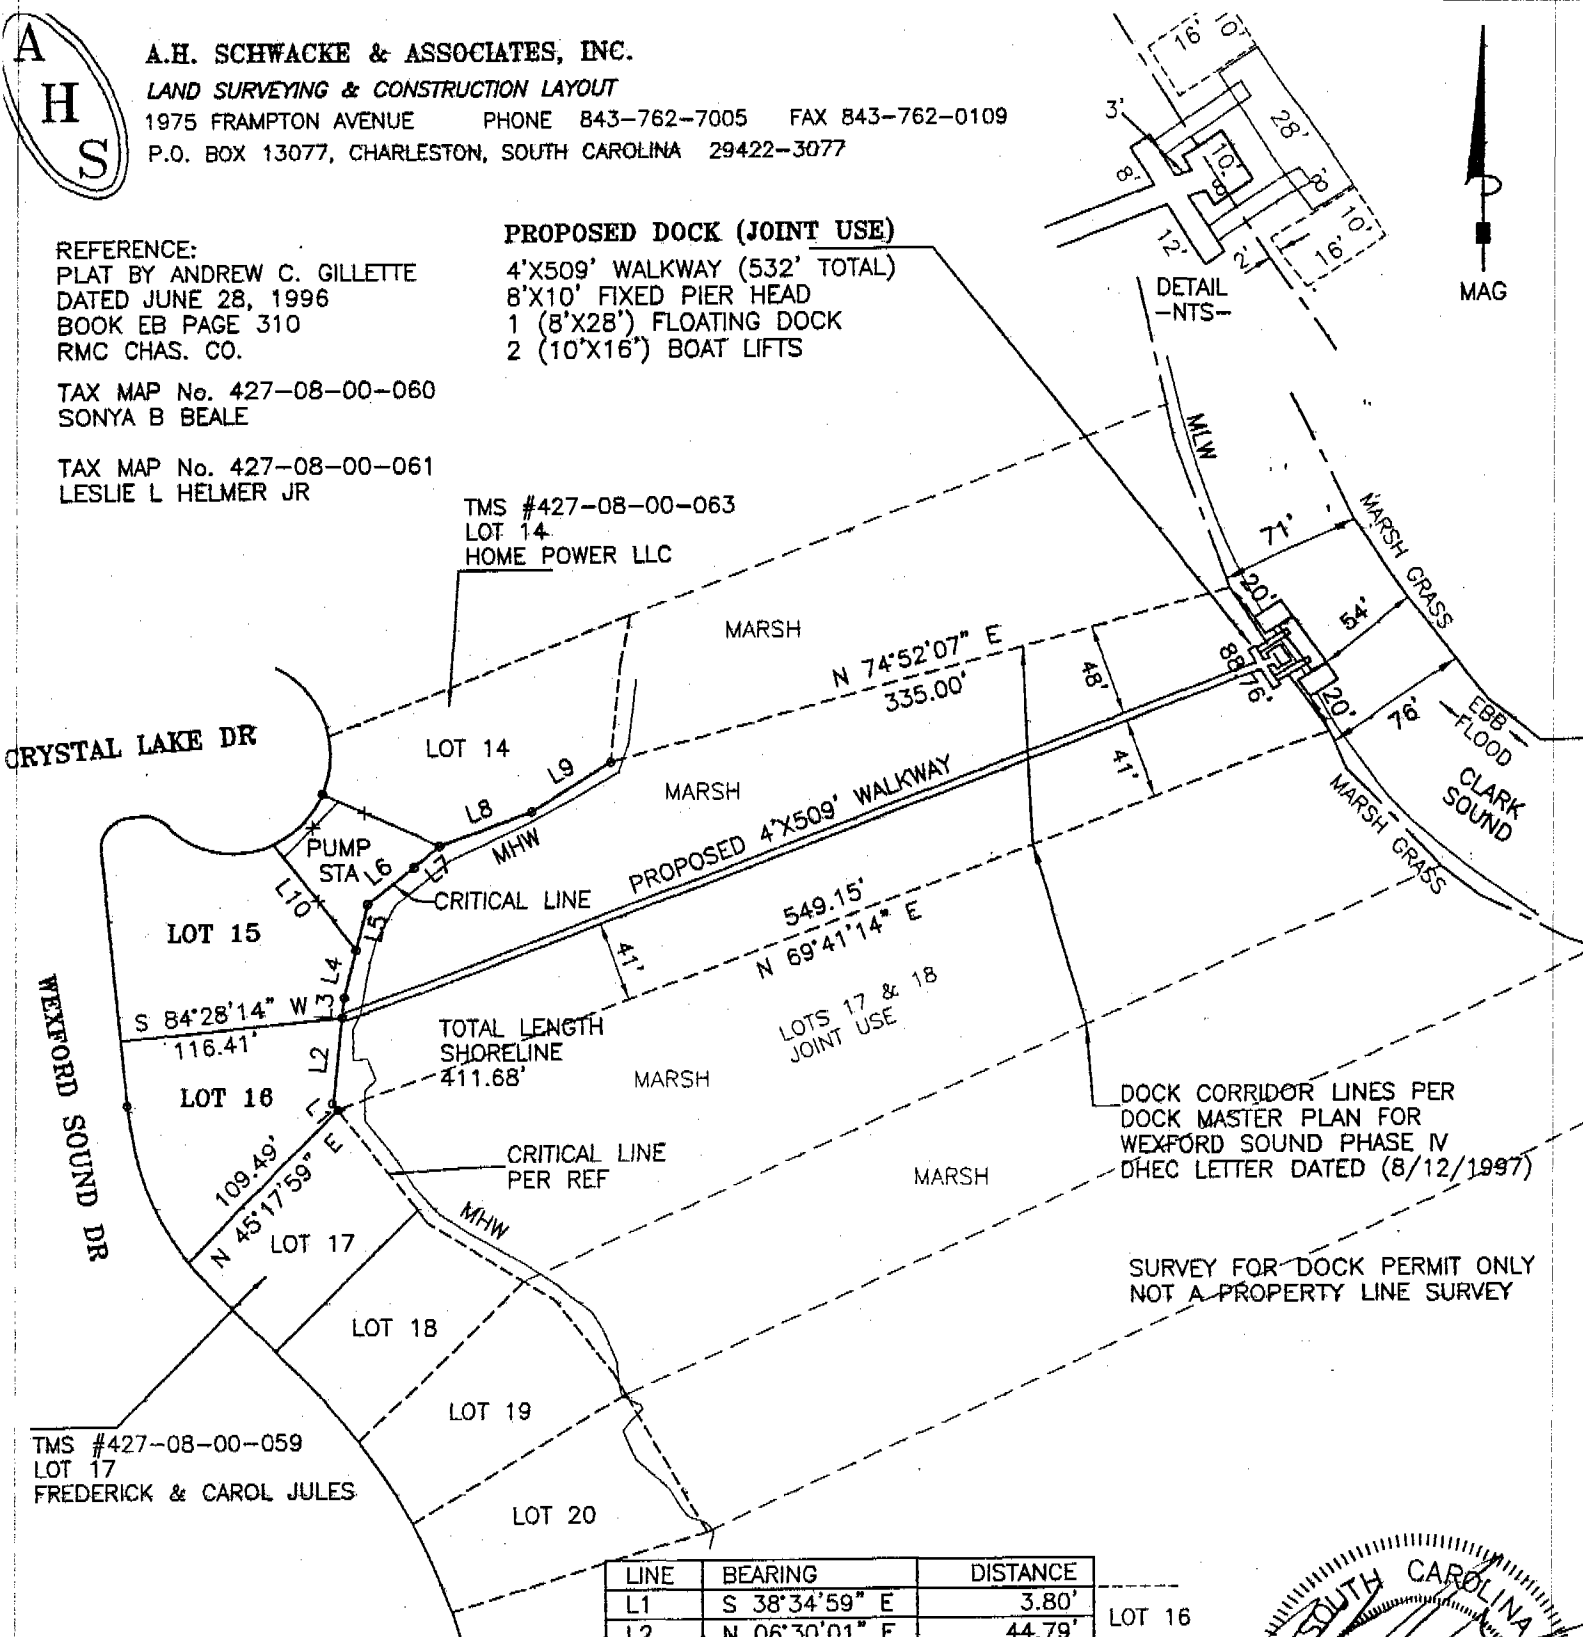 A
H
S
A.H. SCHWACKE & ASSOCIATES, INC.
LAND SURVEYING & CONSTRUCTION LAYOUT
1975 FRAMPTON AVENUE PHONE 843-762-7005 FAX 843-762-0109
P.O. BOX 13077, CHARLESTON, SOUTH CAROLINA 29422-3077
REFERENCE:
PLAT BY ANDREW C. GILLETTE
DATED JUNE 28, 1996
BOOK EB PAGE 310
RMC CHAS. CO.
TAX MAP No. 427-08-00-060
SONYA B BEALE
TAX MAP No. 427-08-00-061
LESLIE L HELMER JR
PROPOSED DOCK (JOINT USE)
4'X509' WALKWAY (532' TOTAL)
8'X10' FIXED PIER HEAD
1 (8'X28') FLOATING DOCK
2 (10'X16') BOAT LIFTS
16'
10'
3'
28'
8'
10'
8'
8'
12'
2'
16'
10'
DETAIL
-NTS-
MAG
MLW
71'
MARSH GRASS
20'
54'
88'
76'
20'
76'
EBB
FLOOD
CLARK
SOUND
MARSH GRASS
TMS #427-08-00-063
LOT 14
HOME POWER LLC
MARSH
N 74°52'07" E
335.00'
48'
41'
CRYSTAL LAKE DR
LOT 14
L9
L8
MARSH
MHW
PUMP
STA
L6
L7
CRITICAL LINE
PROPOSED 4'X509' WALKWAY
L10
L5
LOT 15
L4
41'
549.15'
N 69°41'14" E
L3
S 84°28'14" W
116.41'
LOTS 17 & 18
JOINT USE
TOTAL LENGTH
SHORELINE
411.68'
L2
MARSH
WEXFORD SOUND DR
LOT 16
DOCK CORRIDOR LINES PER
DOCK MASTER PLAN FOR
WEXFORD SOUND PHASE IV
DHEC LETTER DATED (8/12/1997)
109.49'
N 45°17'59" E
CRITICAL LINE
PER REF
MARSH
MHW
LOT 17
SURVEY FOR DOCK PERMIT ONLY
NOT A PROPERTY LINE SURVEY
LOT 18
LOT 19
TMS #427-08-00-059
LOT 17
FREDERICK & CAROL JULES
LOT 20
LINE BEARING DISTANCE
L1 S 38°34'59" E 3.80'
L2 N 06°30'01" E 44.79'
LOT 16
SOUTH CAROLINA